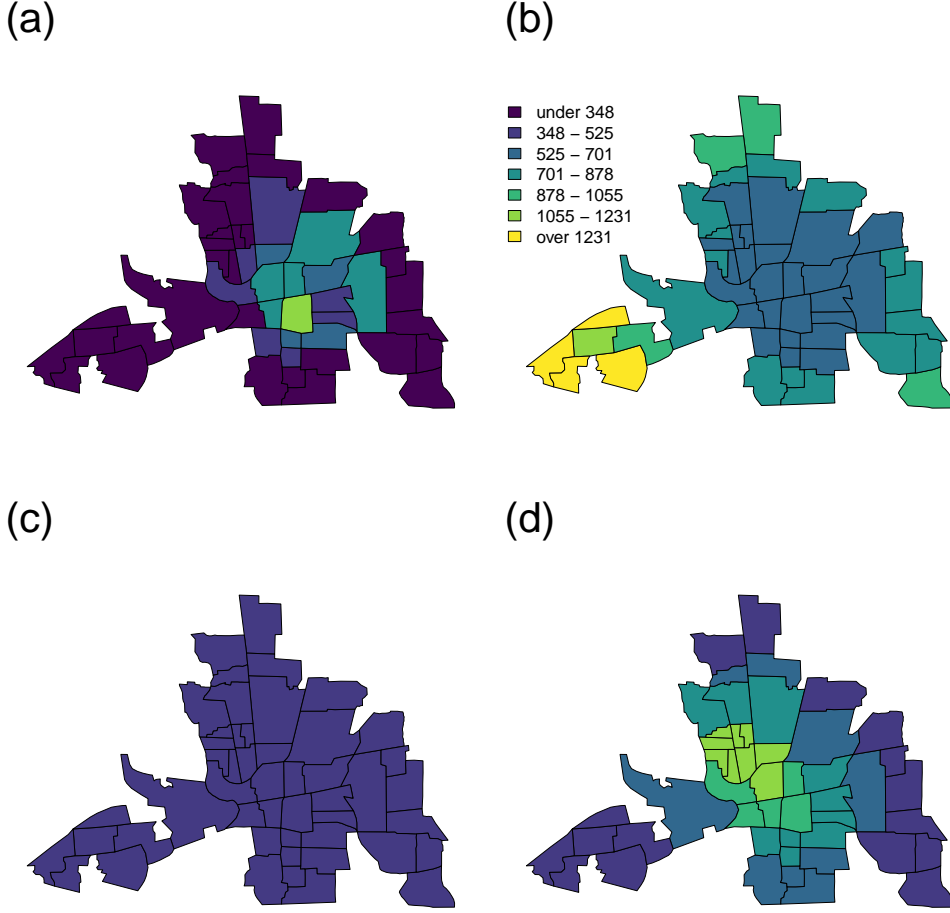 (a)
(b)
under 348
348 − 525
525 − 701
701 − 878
878 − 1055
1055 − 1231
over 1231
(c)
(d)